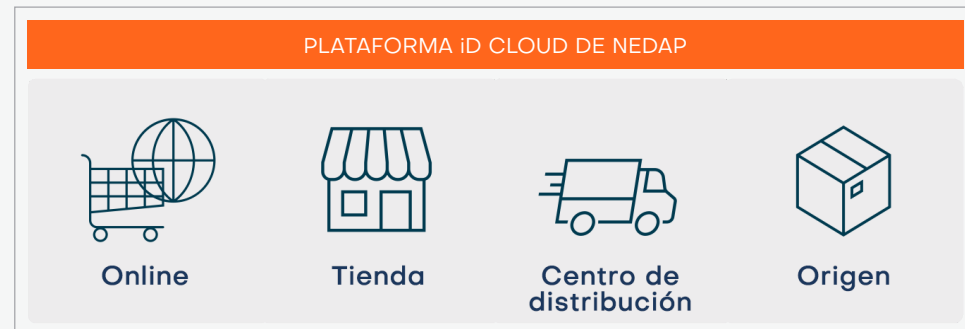 PLATAFORMA iD CLOUD DE NEDAP
Online
Tienda
Centro de
distribución
Origen